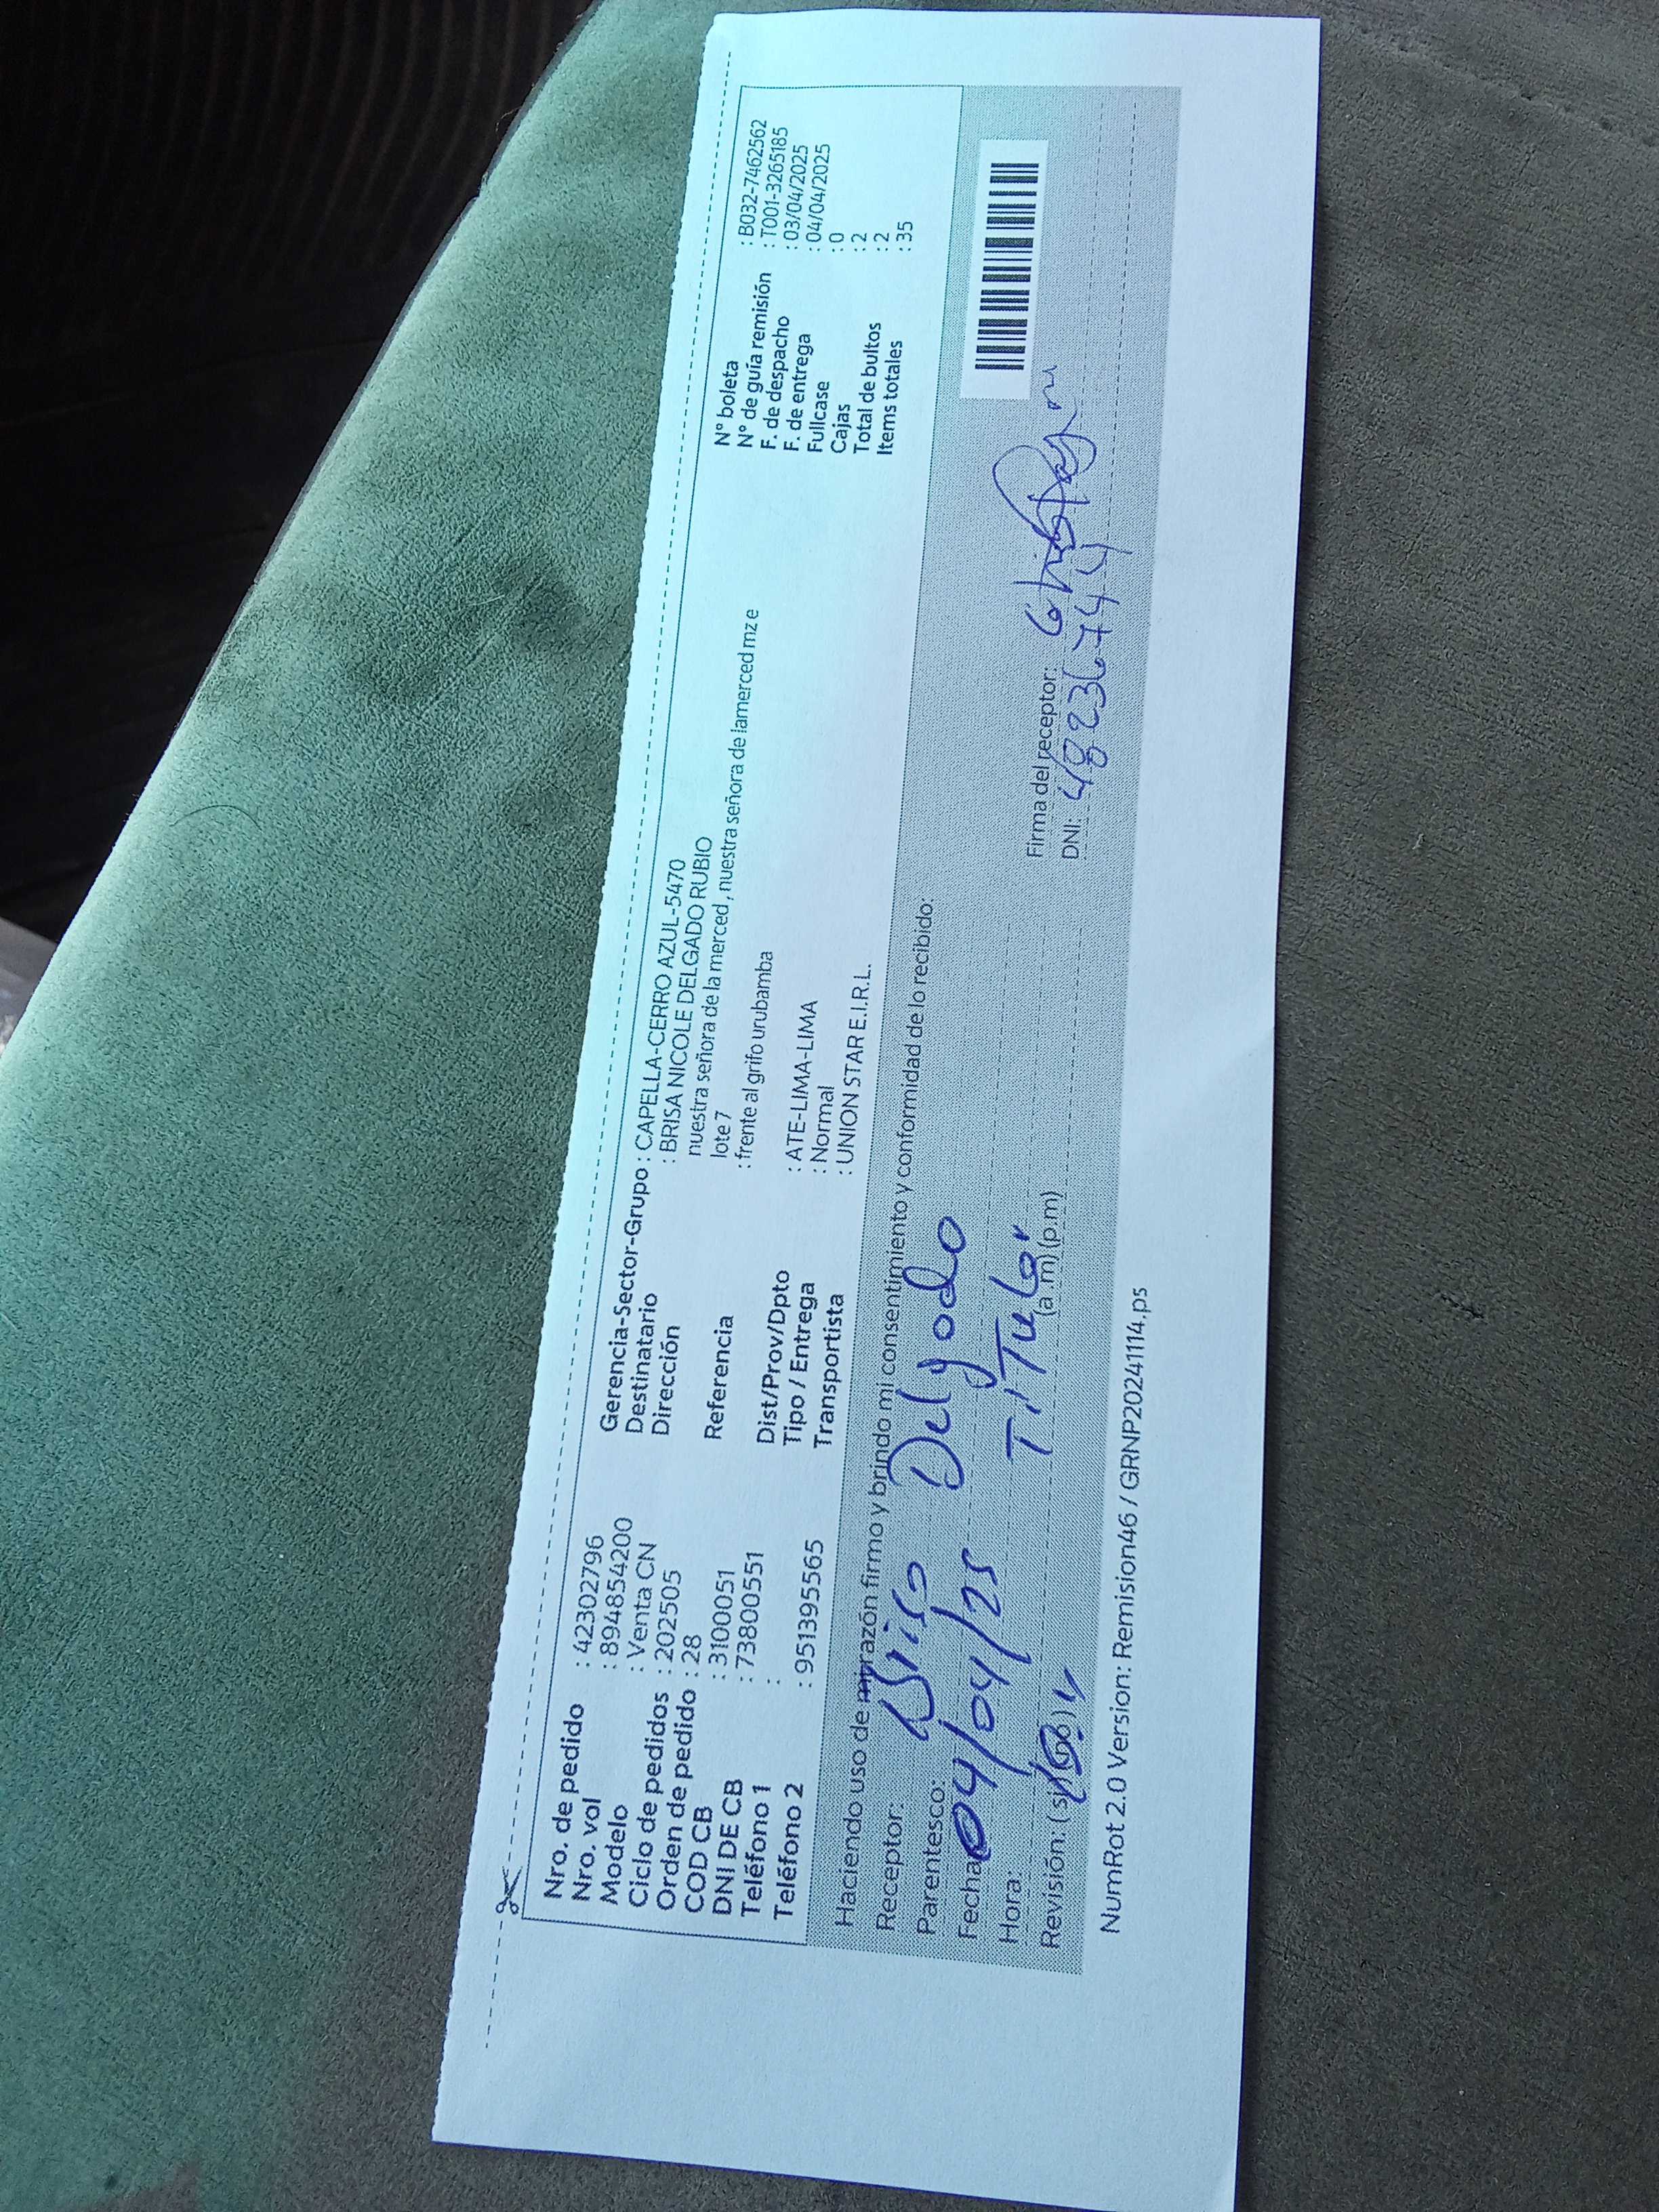 Nro. de pedido : 42302796
Nro. vol : 8948854200
Modelo : Venta CN
Ciclo de pedidos : 202505
Orden de pedido : 28
COD CB : 3100051
DNI DE CB : 73800551
Teléfono 1 :
Teléfono 2 : 951395565
Gerencia-Sector-Grupo : CAPELLA-CERRO AZUL-5470
Destinatario : BRISA NICOLE DELGADO RUBIO
Dirección nuestra señora de la merced , nuestra señora de lamerced mz e
lote 7
Referencia : frente al grifo urubamba
Dist/Prov/Dpto : ATE-LIMA-LIMA
Tipo / Entrega : Normal
Transportista : UNION STAR E.I.R.L.
N° boleta : B032-7462562
N° de guía remisión : T001-3265185
F. de despacho : 03/04/2025
F. de entrega : 04/04/2025
Fullcase : 0
Cajas : 2
Total de bultos : 2
Items totales : 35
Haciendo uso de mi razón firmo y brindo mi consentimiento y conformidad de lo recibido:
Receptor: Brisa Delgado
Parentesco: Titular
Fecha 04/04/25
Hora: (a.m) (p.m)
Revisión: (si)
Firma del receptor:
DNI: 48236744
NumRot 2.0 Version: Remision46 / GRNP20241114.ps